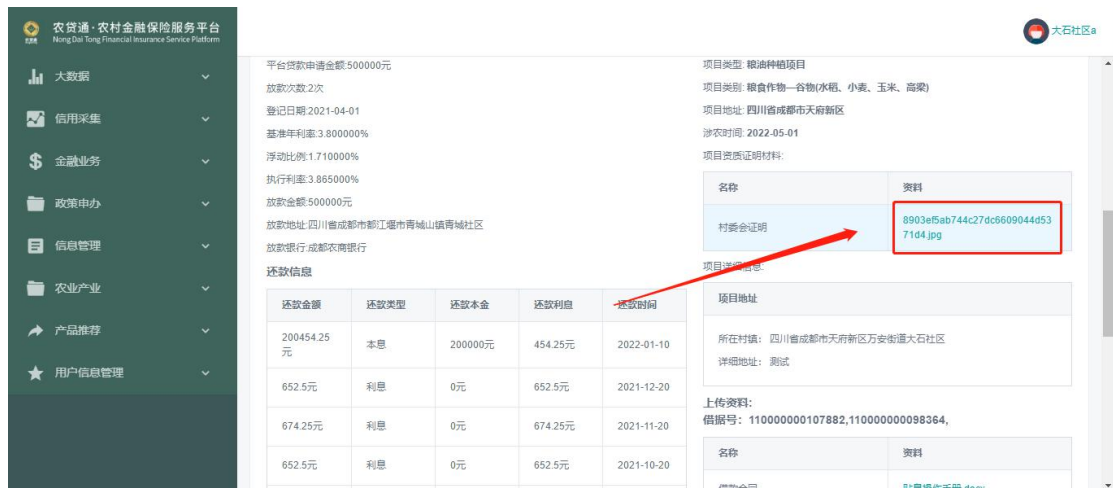 农贷通·农村金融保险服务平台
Nong Dai Tong Financial Insurance Service Platform
大石社区a
大数据
信用采集
金融业务
政策申办
信息管理
农业产业
产品推荐
用户信息管理
平台贷款申请金额:500000元
放款次数:2次
登记日期:2021-04-01
基准年利率:3.800000%
浮动比例:1.710000%
执行利率:3.865000%
放款金额:500000元
放款地址:四川省成都市都江堰市青城山镇青城社区
放款银行:成都农商银行
还款信息
还款金额 还款类型 还款本金 还款利息 还款时间
200454.25元 本息 200000元 454.25元 2022-01-10
652.5元 利息 0元 652.5元 2021-12-20
674.25元 利息 0元 674.25元 2021-11-20
652.5元 利息 0元 652.5元 2021-10-20
项目类型: 粮油种植项目
项目类别: 粮食作物—谷物(水稻、小麦、玉米、高粱)
项目地址: 四川省成都市天府新区
涉农时间: 2022-05-01
项目资质证明材料:
名称 资料
村委会证明 8903ef5ab744c27dc6609044d53
71d4.jpg
项目详细信息:
项目地址
所在村镇: 四川省成都市天府新区万安街道大石社区
详细地址: 测试
上传资料:
借据号: 110000000107882,110000000098364,
名称 资料
借款合同 贴息操作手册.docx